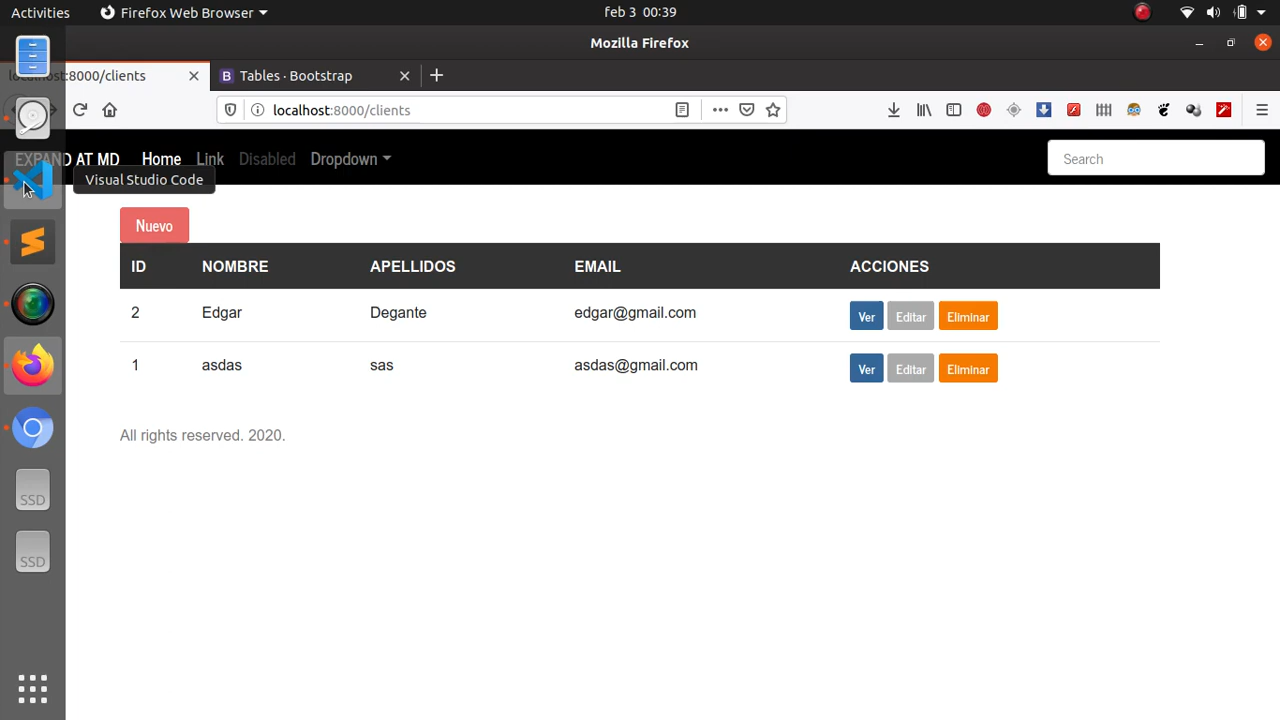 Activities Firefox Web Browser feb 3 00:39
Mozilla Firefox
localhost:8000/clients B Tables · Bootstrap
localhost:8000/clients
EXPAND AT MD Home Link Disabled Dropdown Search
Visual Studio Code
Nuevo
ID NOMBRE APELLIDOS EMAIL ACCIONES
2 Edgar Degante edgar@gmail.com Ver Editar Eliminar
1 asdas sas asdas@gmail.com Ver Editar Eliminar
All rights reserved. 2020.
SSD
SSD